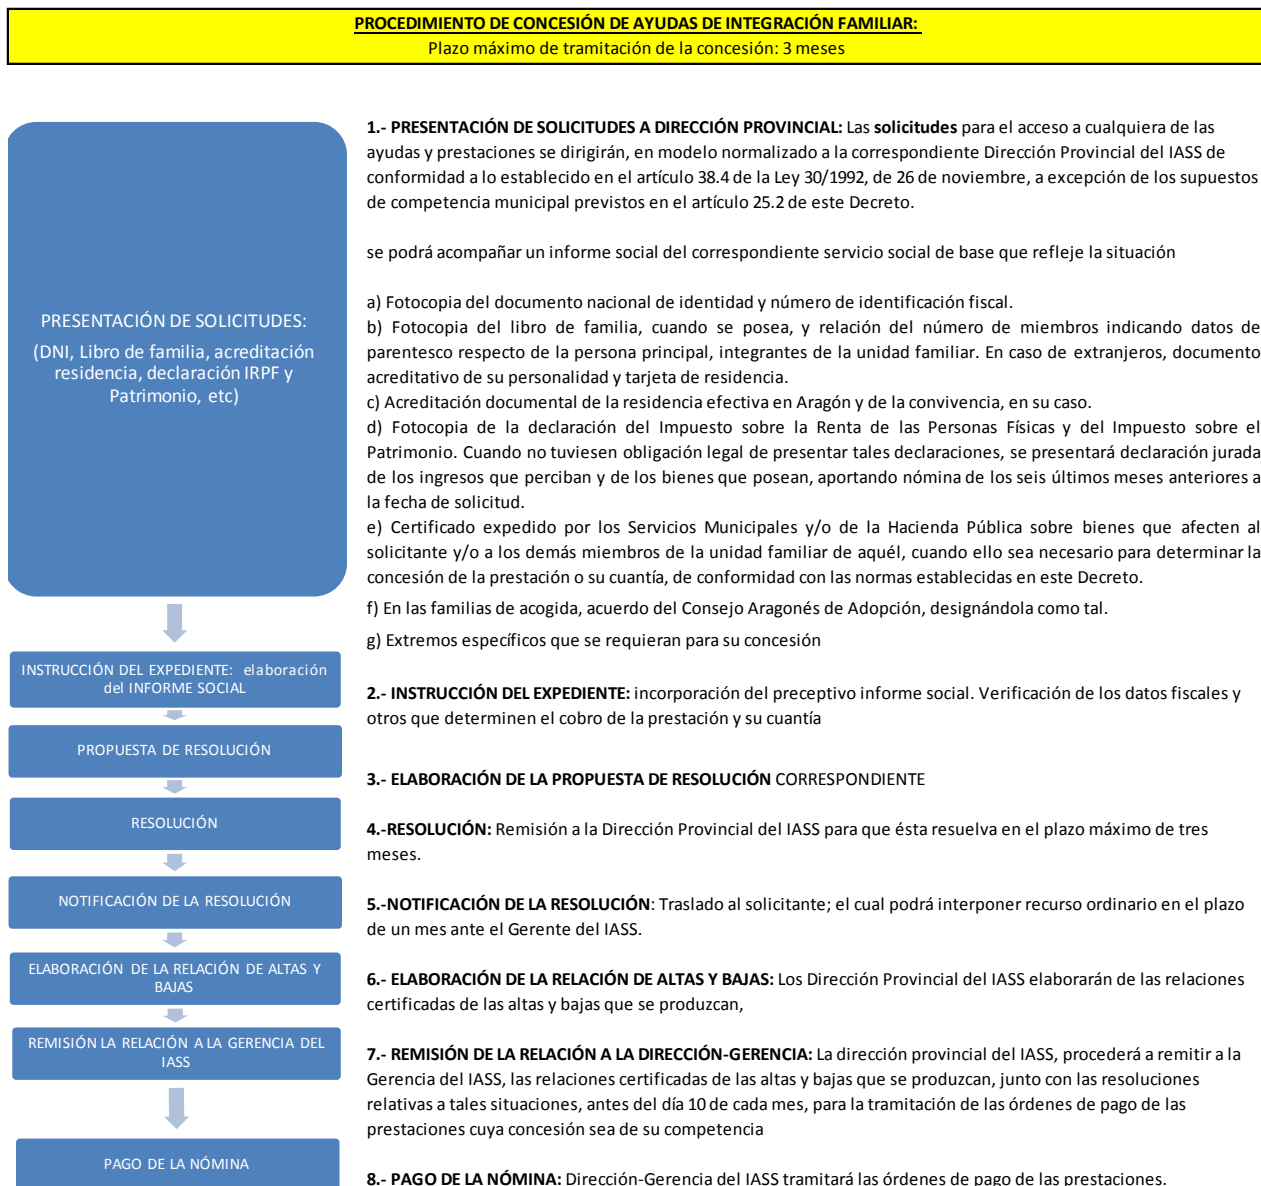 PROCEDIMIENTO DE CONCESIÓN DE AYUDAS DE INTEGRACIÓN FAMILIAR:
Plazo máximo de tramitación de la concesión: 3 meses
PRESENTACIÓN DE SOLICITUDES:
(DNI, Libro de familia, acreditación
residencia, declaración IRPF y
Patrimonio, etc)
INSTRUCCIÓN DEL EXPEDIENTE: elaboración
del INFORME SOCIAL
PROPUESTA DE RESOLUCIÓN
RESOLUCIÓN
NOTIFICACIÓN DE LA RESOLUCIÓN
ELABORACIÓN DE LA RELACIÓN DE ALTAS Y
BAJAS
REMISIÓN LA RELACIÓN A LA GERENCIA DEL
IASS
PAGO DE LA NÓMINA
1.- PRESENTACIÓN DE SOLICITUDES A DIRECCIÓN PROVINCIAL: Las solicitudes para el acceso a cualquiera de las
ayudas y prestaciones se dirigirán, en modelo normalizado a la correspondiente Dirección Provincial del IASS de
conformidad a lo establecido en el artículo 38.4 de la Ley 30/1992, de 26 de noviembre, a excepción de los supuestos
de competencia municipal previstos en el artículo 25.2 de este Decreto.
se podrá acompañar un informe social del correspondiente servicio social de base que refleje la situación
a) Fotocopia del documento nacional de identidad y número de identificación fiscal.
b) Fotocopia del libro de familia, cuando se posea, y relación del número de miembros indicando datos de
parentesco respecto de la persona principal, integrantes de la unidad familiar. En caso de extranjeros, documento
acreditativo de su personalidad y tarjeta de residencia.
c) Acreditación documental de la residencia efectiva en Aragón y de la convivencia, en su caso.
d) Fotocopia de la declaración del Impuesto sobre la Renta de las Personas Físicas y del Impuesto sobre el
Patrimonio. Cuando no tuviesen obligación legal de presentar tales declaraciones, se presentará declaración jurada
de los ingresos que perciban y de los bienes que posean, aportando nómina de los seis últimos meses anteriores a
la fecha de solicitud.
e) Certificado expedido por los Servicios Municipales y/o de la Hacienda Pública sobre bienes que afecten al
solicitante y/o a los demás miembros de la unidad familiar de aquél, cuando ello sea necesario para determinar la
concesión de la prestación o su cuantía, de conformidad con las normas establecidas en este Decreto.
f) En las familias de acogida, acuerdo del Consejo Aragonés de Adopción, designándola como tal.
g) Extremos específicos que se requieran para su concesión
2.- INSTRUCCIÓN DEL EXPEDIENTE: incorporación del preceptivo informe social. Verificación de los datos fiscales y
otros que determinen el cobro de la prestación y su cuantía
3.- ELABORACIÓN DE LA PROPUESTA DE RESOLUCIÓN CORRESPONDIENTE
4.-RESOLUCIÓN: Remisión a la Dirección Provincial del IASS para que ésta resuelva en el plazo máximo de tres
meses.
5.-NOTIFICACIÓN DE LA RESOLUCIÓN: Traslado al solicitante; el cual podrá interponer recurso ordinario en el plazo
de un mes ante el Gerente del IASS.
6.- ELABORACIÓN DE LA RELACIÓN DE ALTAS Y BAJAS: Los Dirección Provincial del IASS elaborarán de las relaciones
certificadas de las altas y bajas que se produzcan,
7.- REMISIÓN DE LA RELACIÓN A LA DIRECCIÓN-GERENCIA: La dirección provincial del IASS, procederá a remitir a la
Gerencia del IASS, las relaciones certificadas de las altas y bajas que se produzcan, junto con las resoluciones
relativas a tales situaciones, antes del día 10 de cada mes, para la tramitación de las órdenes de pago de las
prestaciones cuya concesión sea de su competencia
8.- PAGO DE LA NÓMINA: Dirección-Gerencia del IASS tramitará las órdenes de pago de las prestaciones.